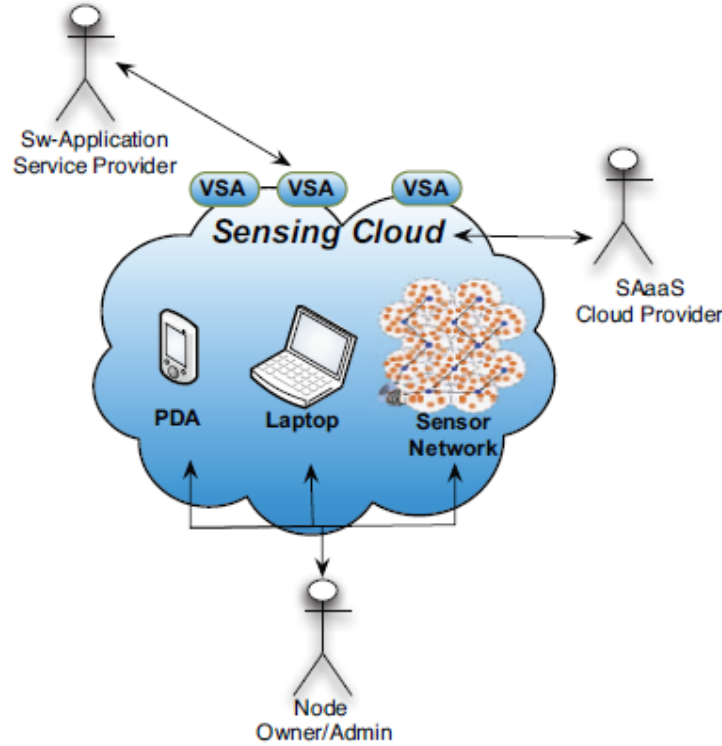 Sw-Application
Service Provider
VSA VSA VSA
Sensing Cloud
SAaaS
Cloud Provider
PDA Laptop Sensor
Network
Node
Owner/Admin